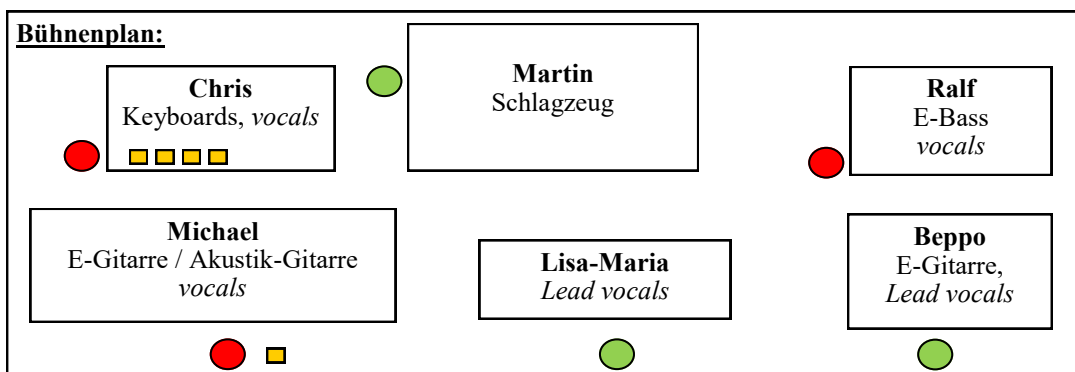 Bühnenplan:
Chris
Keyboards, vocals
Martin
Schlagzeug
Ralf
E-Bass
vocals
Michael
E-Gitarre / Akustik-Gitarre
vocals
Lisa-Maria
Lead vocals
Beppo
E-Gitarre,
Lead vocals